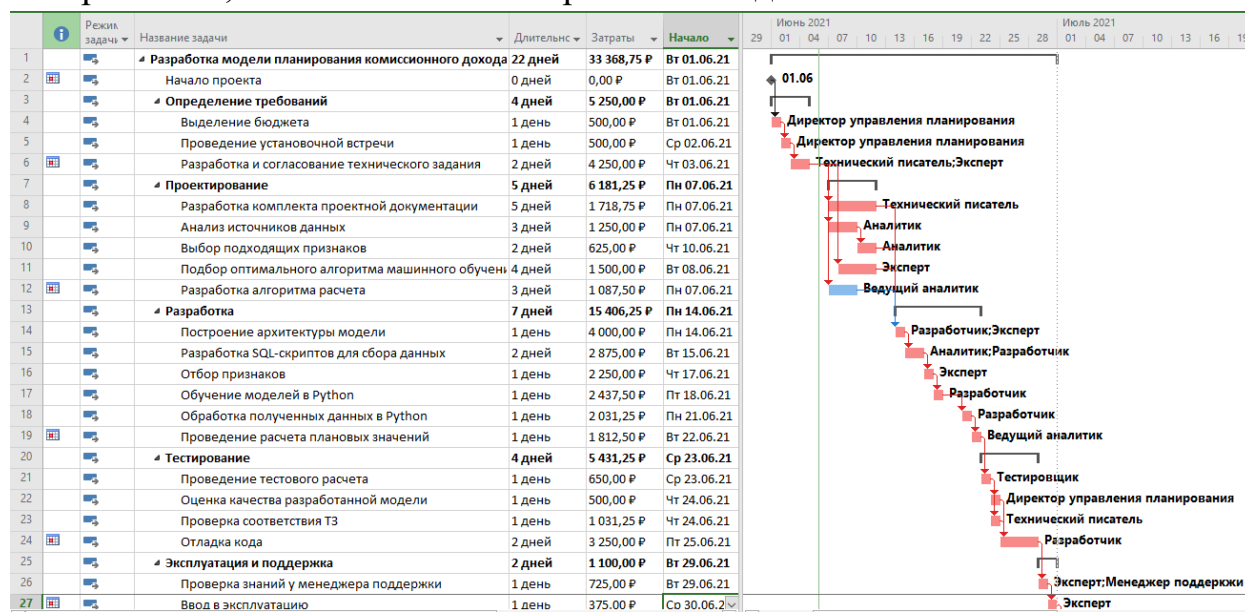 Режим задачи Название задачи Длительнс Затраты Начало
Июнь 2021 Июль 2021
29 01 04 07 10 13 16 19 22 25 28 01 04 07 10 13 16 19
1 Разработка модели планирования комиссионного дохода 22 дней 33 368,75 ₽ Вт 01.06.21
2 Начало проекта 0 дней 0,00 ₽ Вт 01.06.21 01.06
3 Определение требований 4 дней 5 250,00 ₽ Вт 01.06.21
4 Выделение бюджета 1 день 500,00 ₽ Вт 01.06.21 Директор управления планирования
5 Проведение установочной встречи 1 день 500,00 ₽ Ср 02.06.21 Директор управления планирования
6 Разработка и согласование технического задания 2 дней 4 250,00 ₽ Чт 03.06.21 Технический писатель;Эксперт
7 Проектирование 5 дней 6 181,25 ₽ Пн 07.06.21
8 Разработка комплекта проектной документации 5 дней 1 718,75 ₽ Пн 07.06.21 Технический писатель
9 Анализ источников данных 3 дней 1 250,00 ₽ Пн 07.06.21 Аналитик
10 Выбор подходящих признаков 2 дней 625,00 ₽ Чт 10.06.21 Аналитик
11 Подбор оптимального алгоритма машинного обучени 4 дней 1 500,00 ₽ Вт 08.06.21 Эксперт
12 Разработка алгоритма расчета 3 дней 1 087,50 ₽ Пн 07.06.21 Ведущий аналитик
13 Разработка 7 дней 15 406,25 ₽ Пн 14.06.21
14 Построение архитектуры модели 1 день 4 000,00 ₽ Пн 14.06.21 Разработчик;Эксперт
15 Разработка SQL-скриптов для сбора данных 2 дней 2 875,00 ₽ Вт 15.06.21 Аналитик;Разработчик
16 Отбор признаков 1 день 2 250,00 ₽ Чт 17.06.21 Эксперт
17 Обучение моделей в Python 1 день 2 437,50 ₽ Пт 18.06.21 Разработчик
18 Обработка полученных данных в Python 1 день 2 031,25 ₽ Пн 21.06.21 Разработчик
19 Проведение расчета плановых значений 1 день 1 812,50 ₽ Вт 22.06.21 Ведущий аналитик
20 Тестирование 4 дней 5 431,25 ₽ Ср 23.06.21
21 Проведение тестового расчета 1 день 650,00 ₽ Ср 23.06.21 Тестировщик
22 Оценка качества разработанной модели 1 день 500,00 ₽ Чт 24.06.21 Директор управления планирования
23 Проверка соответствия ТЗ 1 день 1 031,25 ₽ Чт 24.06.21 Технический писатель
24 Отладка кода 2 дней 3 250,00 ₽ Пт 25.06.21 Разработчик
25 Эксплуатация и поддержка 2 дней 1 100,00 ₽ Вт 29.06.21
26 Проверка знаний у менеджера поддержки 1 день 725,00 ₽ Вт 29.06.21 Эксперт;Менеджер поддержки
27 Ввод в эксплуатацию 1 день 375,00 ₽ Ср 30.06.2 Эксперт